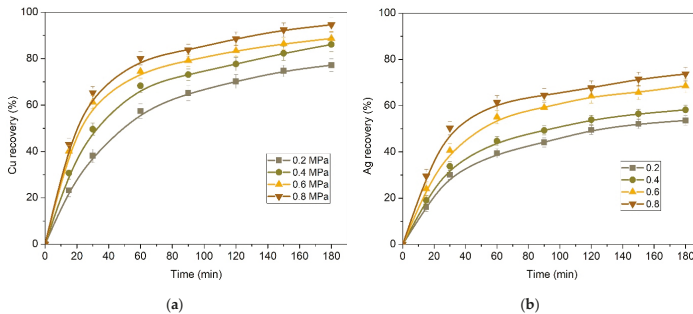 100
80
60
40
20
0
Cu recovery (%)
0 20 40 60 80 100 120 140 160 180
Time (min)
0.2 MPa
0.4 MPa
0.6 MPa
0.8 MPa
(a)
100
80
60
40
20
0
Ag recovery (%)
0 20 40 60 80 100 120 140 160 180
Time (min)
0.2
0.4
0.6
0.8
(b)